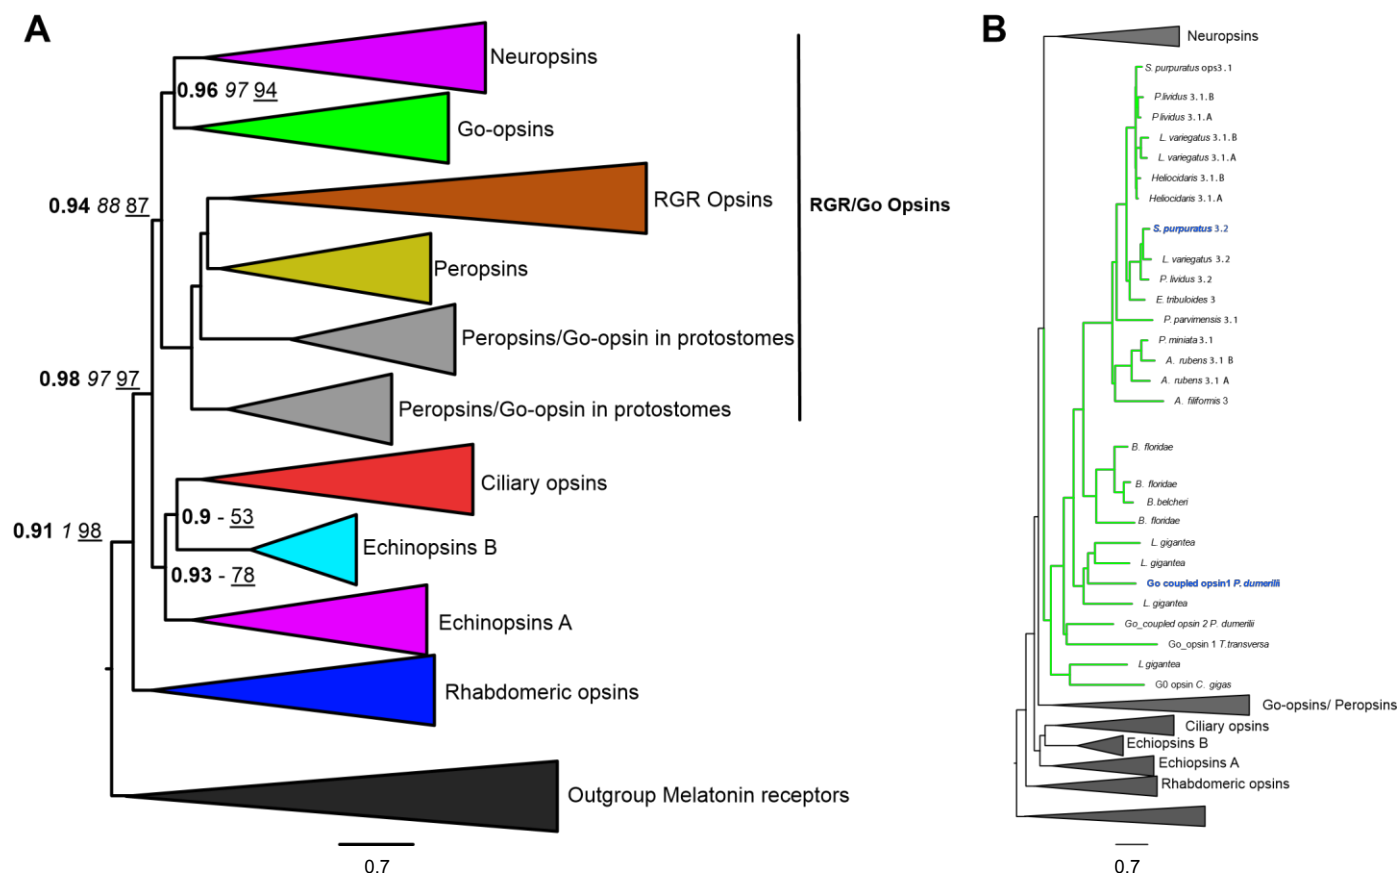 A
Neuropsins
0.96 97 94
Go-opsins
RGR Opsins
0.94 88 87
RGR/Go Opsins
Peropsins
Peropsins/Go-opsin in protostomes
0.98 97 97
Peropsins/Go-opsin in protostomes
Ciliary opsins
0.9 - 53
0.91 1 98
Echinopsins B
0.93 - 78
Echinopsins A
Rhabdomeric opsins
Outgroup Melatonin receptors
0.7
B
Neuropsins
S. purpuratus ops3.1
P.lividus 3.1.B
P.lividus 3.1.A
L. variegatus 3.1.B
L. variegatus 3.1.A
Heliocidaris 3.1.B
Heliocidaris 3.1.A
S. purpuratus 3.2
L. variegatus 3.2
P. lividus 3.2
E. tribuloides 3
P. parvimensis 3.1
P. miniata 3.1
A. rubens 3.1 B
A. rubens 3.1 A
A. filiformis 3
B. floridae
B. floridae
B.belcheri
B. floridae
L. gigantea
L. gigantea
Go coupled opsin1 P. dumerilii
L. gigantea
Go_coupled opsin 2 P. dumerilii
Go_opsin 1 T.transversa
L gigantea
G0 opsin C. gigas
Go-opsins/ Peropsins
Ciliary opsins
Echiopsins B
Echiopsins A
Rhabdomeric opsins
0.7